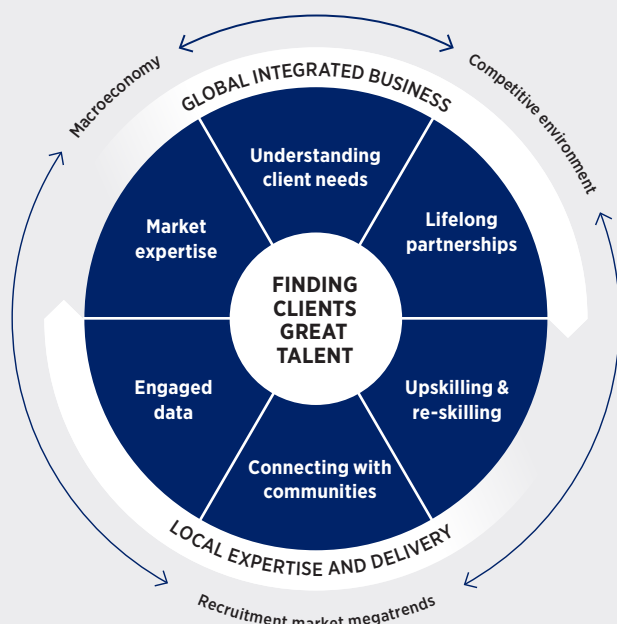 Macroeconomy
Competitive environment
GLOBAL INTEGRATED BUSINESS
Understanding
client needs
Market
expertise
Lifelong
partnerships
FINDING
CLIENTS
GREAT
TALENT
Engaged
data
Upskilling &
re-skilling
Connecting with
communities
LOCAL EXPERTISE AND DELIVERY
Recruitment market megatrends